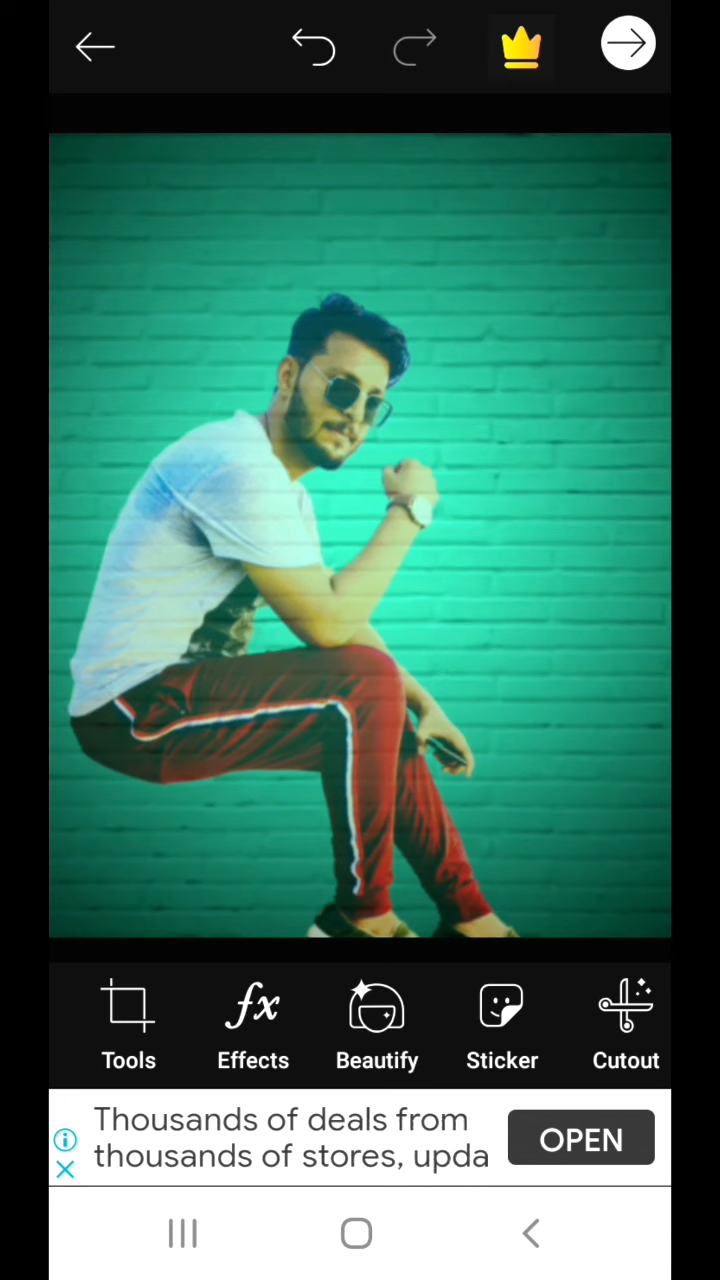 Tools Effects Beautify Sticker Cutout
Thousands of deals from
thousands of stores, upda
OPEN